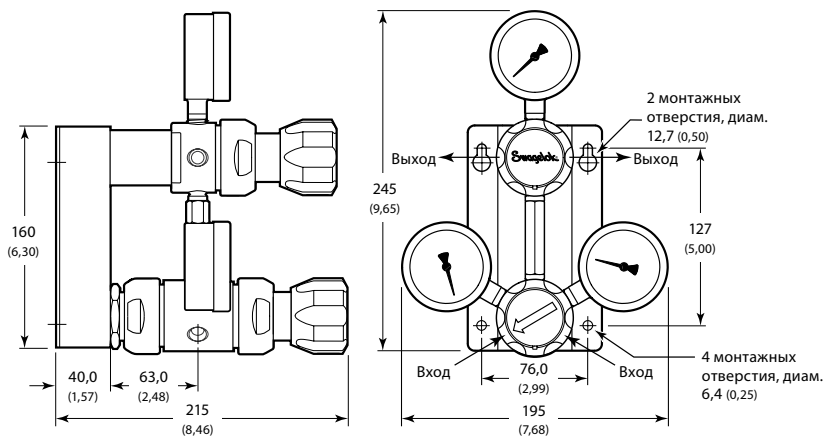 2 монтажных
отверстия, диам.
12,7 (0,50)
Выход
Swagelok
Выход
245
(9,65)
160
(6,30)
127
(5,00)
40,0
(1,57)
63,0
(2,48)
215
(8,46)
Вход
76,0
(2,99)
Вход
195
(7,68)
4 монтажных
отверстия, диам.
6,4 (0,25)